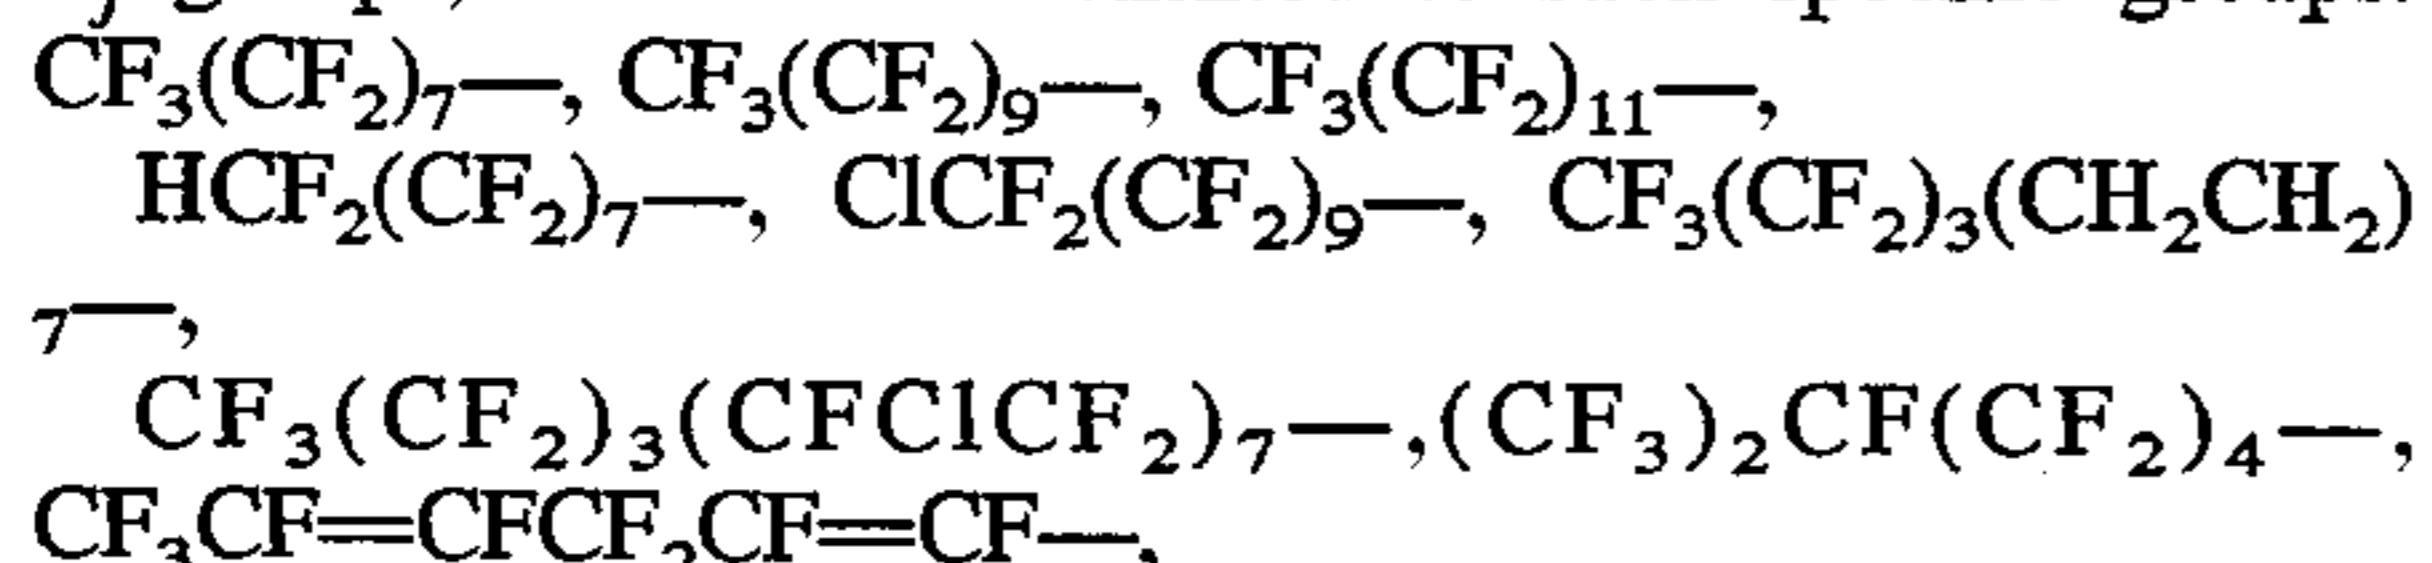 CF₃(CF₂)₇—, CF₃(CF₂)₉—, CF₃(CF₂)₁₁—,
HCF₂(CF₂)₇—, ClCF₂(CF₂)₉—, CF₃(CF₂)₃(CH₂CH₂)
₇—,
CF₃(CF₂)₃(CFClCF₂)₇—,(CF₃)₂CF(CF₂)₄—,
CF₃CF=CFCF₂CF=CF—,